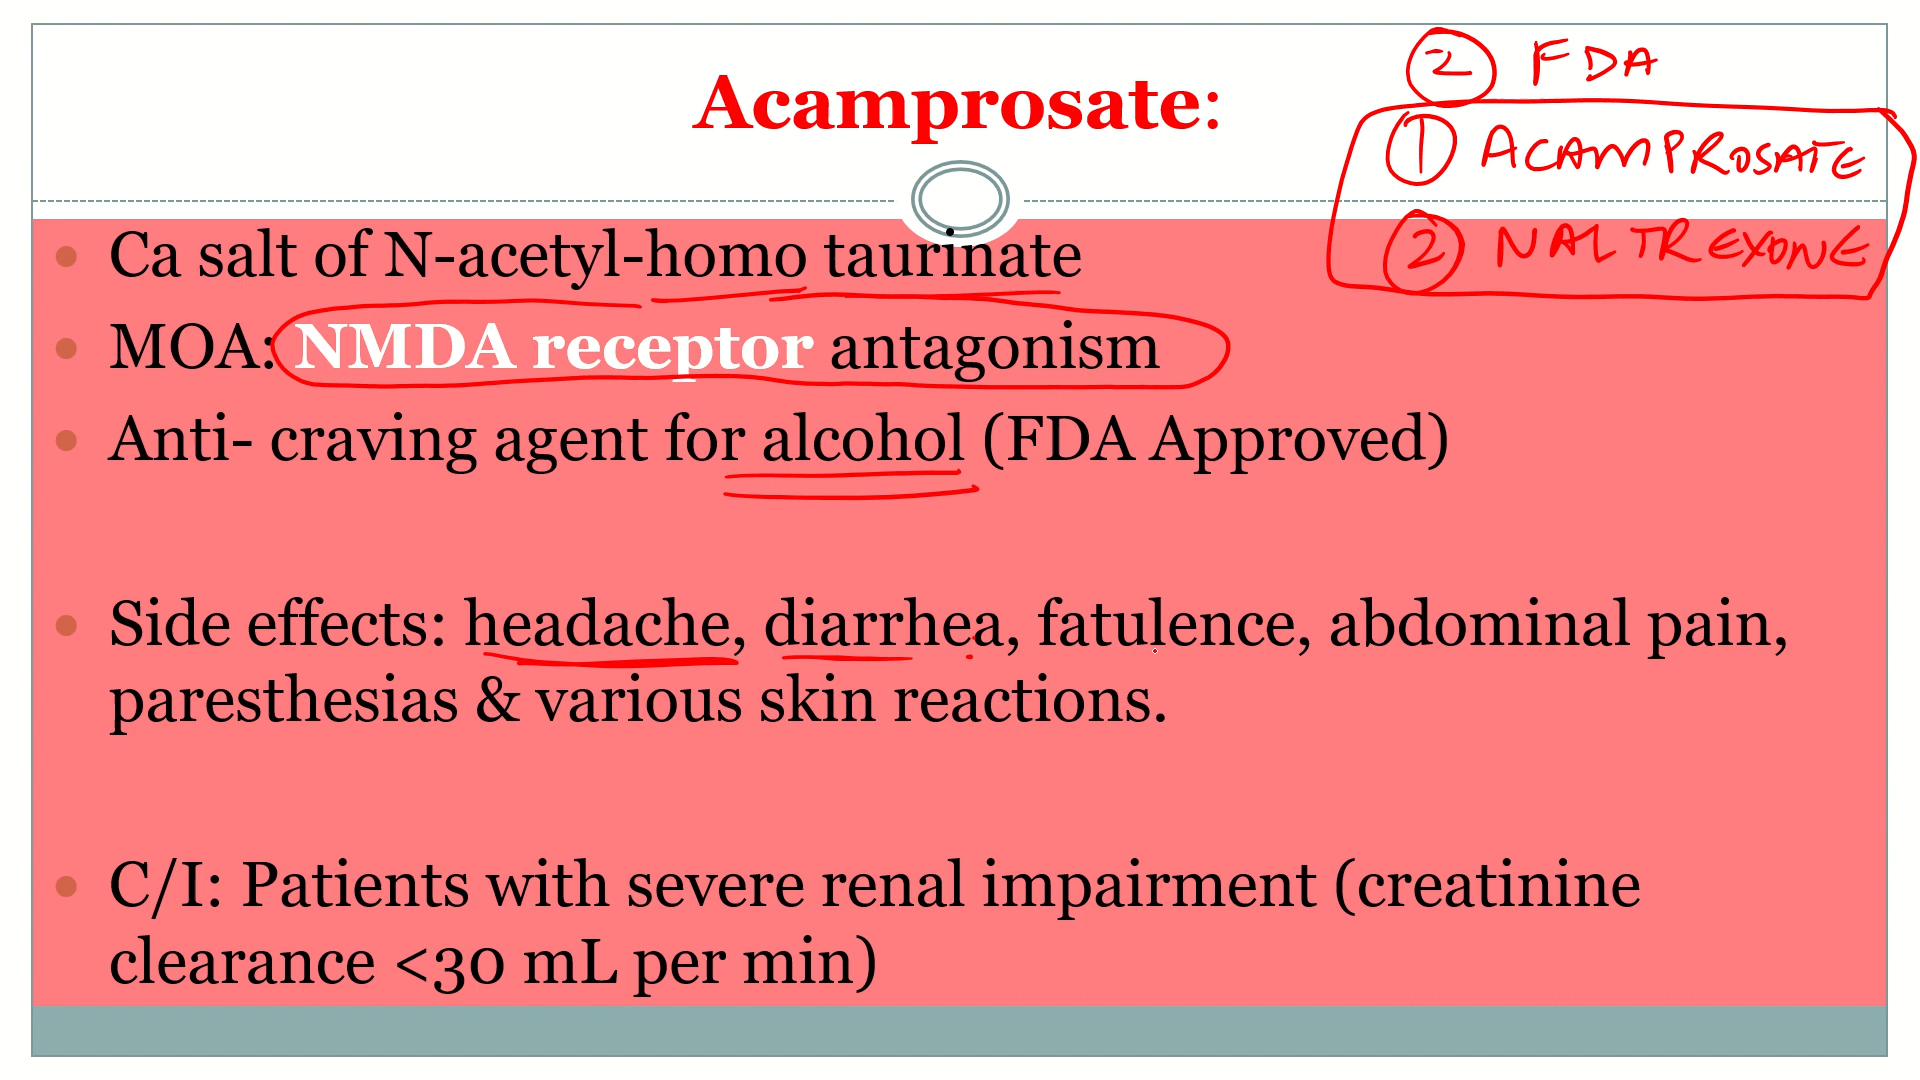 ② FDA
Acamprosate:
① ACAMPROSATE
② NALTREXONE
• Ca salt of N-acetyl-homo taurinate
• MOA: NMDA receptor antagonism
• Anti- craving agent for alcohol (FDA Approved)
• Side effects: headache, diarrhea, fatulence, abdominal pain,
paresthesias & various skin reactions.
• C/I: Patients with severe renal impairment (creatinine
clearance <30 mL per min)